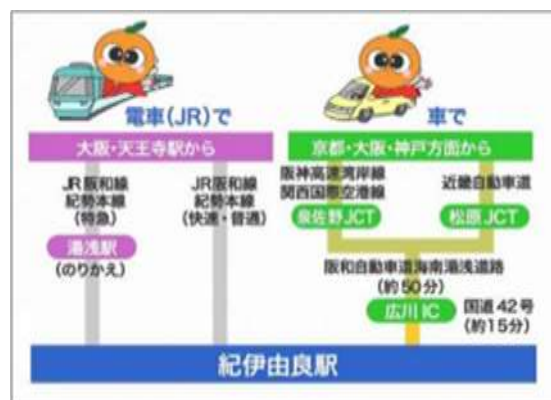 電車(JR)で
大阪・天王寺駅から
JR阪和線
紀勢本線
(特急)
湯浅駅
(のりかえ)
JR阪和線
紀勢本線
(快速・普通)
車で
京都・大阪・神戸方面から
阪神高速湾岸線
関西国際空港線
泉佐野JCT
近畿自動車道
松原JCT
阪和自動車道海南湯浅道路
(約50分)
広川IC
国道42号
(約15分)
紀伊由良駅